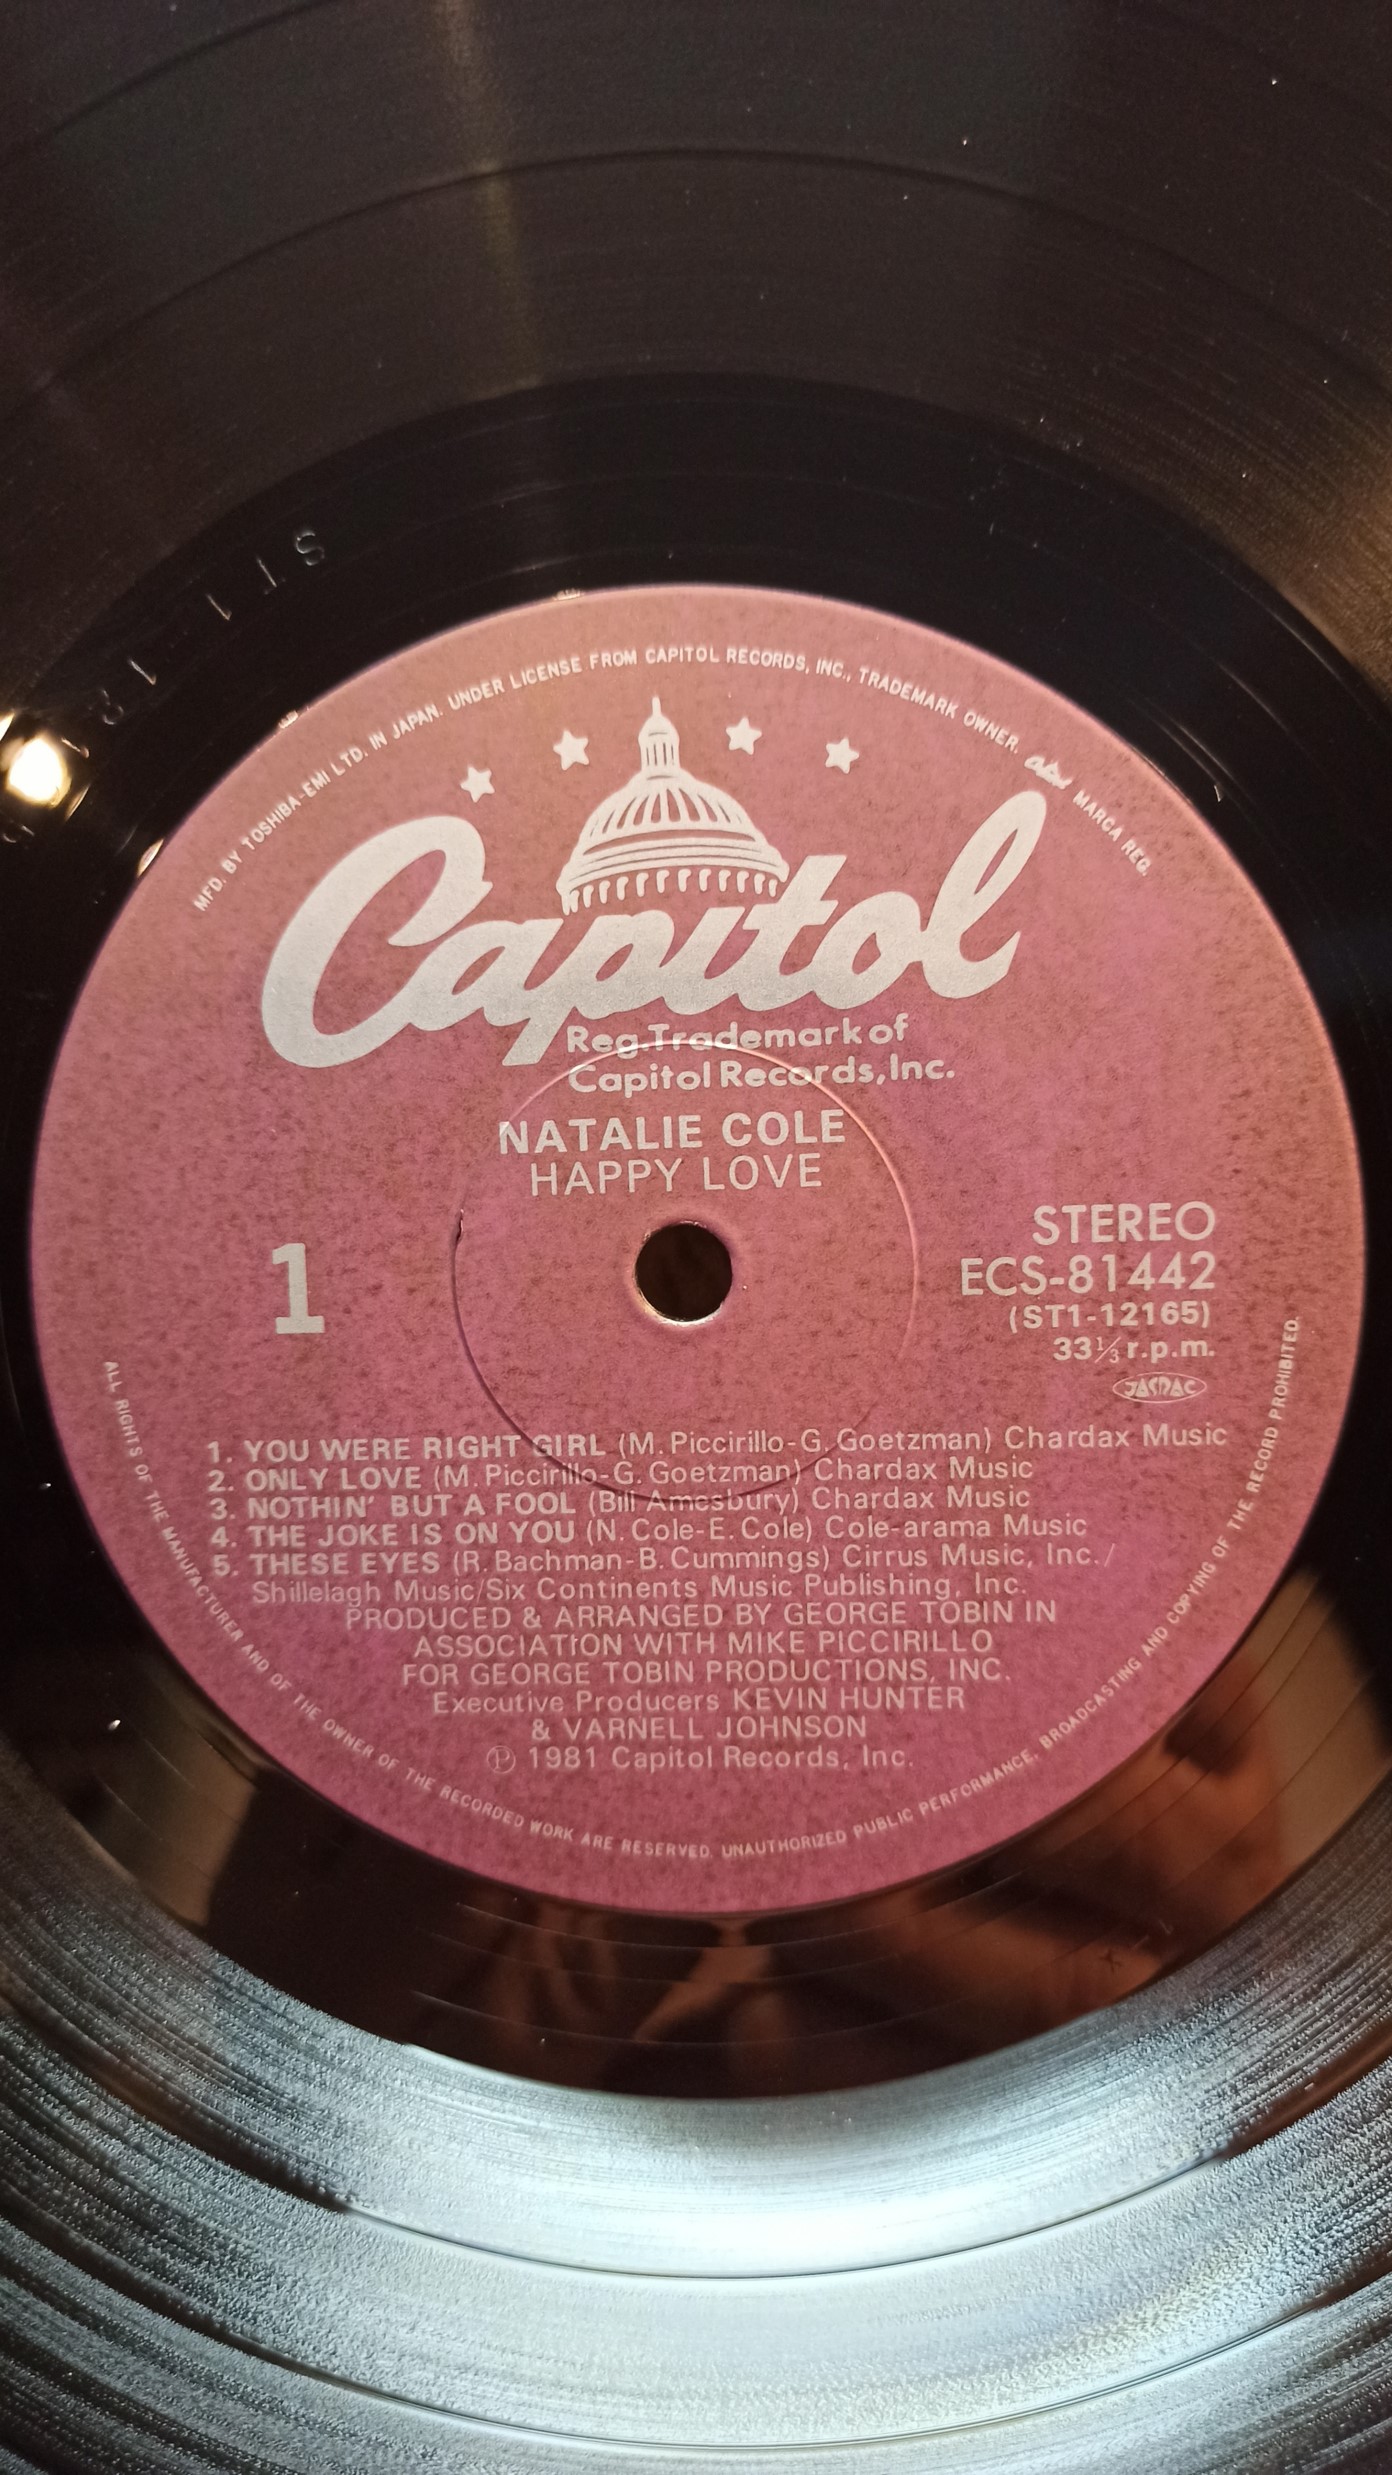 MFD. BY TOSHIBA-EMI LTD. IN JAPAN. UNDER LICENSE FROM CAPITOL RECORDS, INC., TRADEMARK OWNER. MARCA REG.
Capitol
Reg. Trademark of
Capitol Records, Inc.
NATALIE COLE
HAPPY LOVE
1
STEREO
ECS-81442
(ST1-12165)
33⅓ r.p.m.
JASRAC
1. YOU WERE RIGHT GIRL (M. Piccirillo-G. Goetzman) Chardax Music
2. ONLY LOVE (M. Piccirillo-G. Goetzman) Chardax Music
3. NOTHIN' BUT A FOOL (Bill Amesbury) Chardax Music
4. THE JOKE IS ON YOU (N. Cole-E. Cole) Cole-arama Music
5. THESE EYES (R. Bachman-B. Cummings) Cirrus Music, Inc./
Shillelagh Music/Six Continents Music Publishing, Inc.
PRODUCED & ARRANGED BY GEORGE TOBIN IN
ASSOCIATION WITH MIKE PICCIRILLO
FOR GEORGE TOBIN PRODUCTIONS, INC.
Executive Producers KEVIN HUNTER
& VARNELL JOHNSON
Ⓟ 1981 Capitol Records, Inc.
ALL RIGHTS OF THE MANUFACTURER AND OF THE OWNER OF THE RECORDED WORK ARE RESERVED. UNAUTHORIZED PUBLIC PERFORMANCE, BROADCASTING AND COPYING OF THE RECORD PROHIBITED.